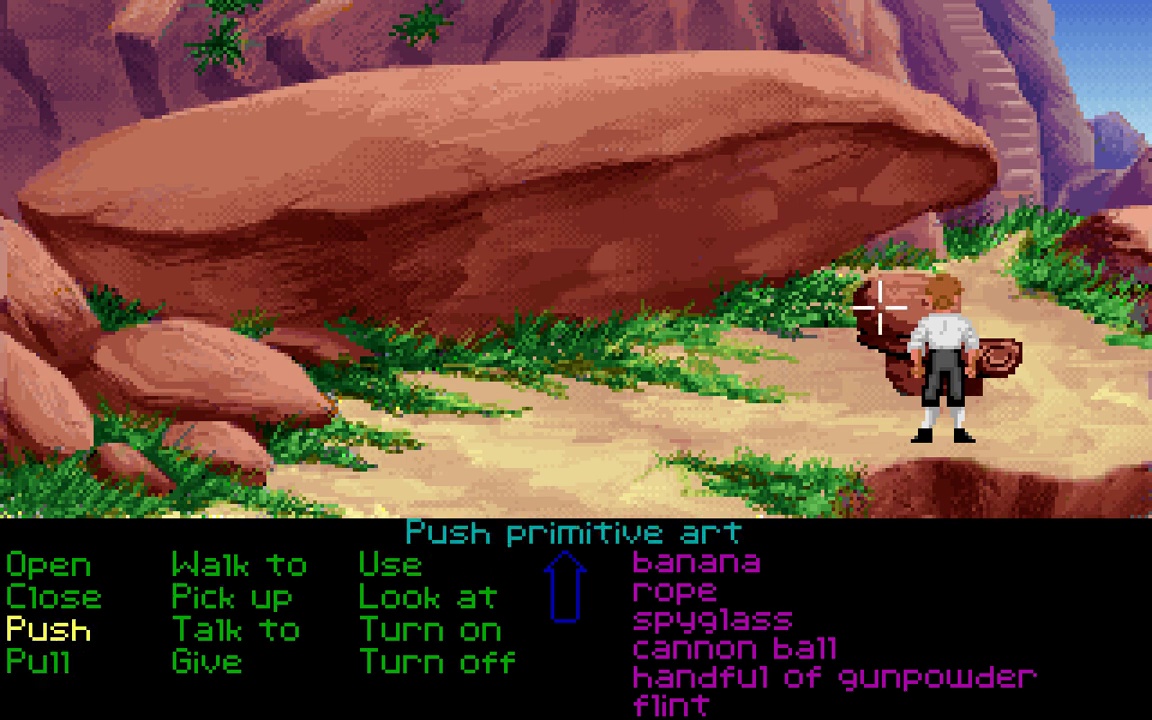 Push primitive art
Open Walk to Use banana
Close Pick up Look at rope
Push Talk to Turn on spyglass
Pull Give Turn off cannon ball
handful of gunpowder
flint